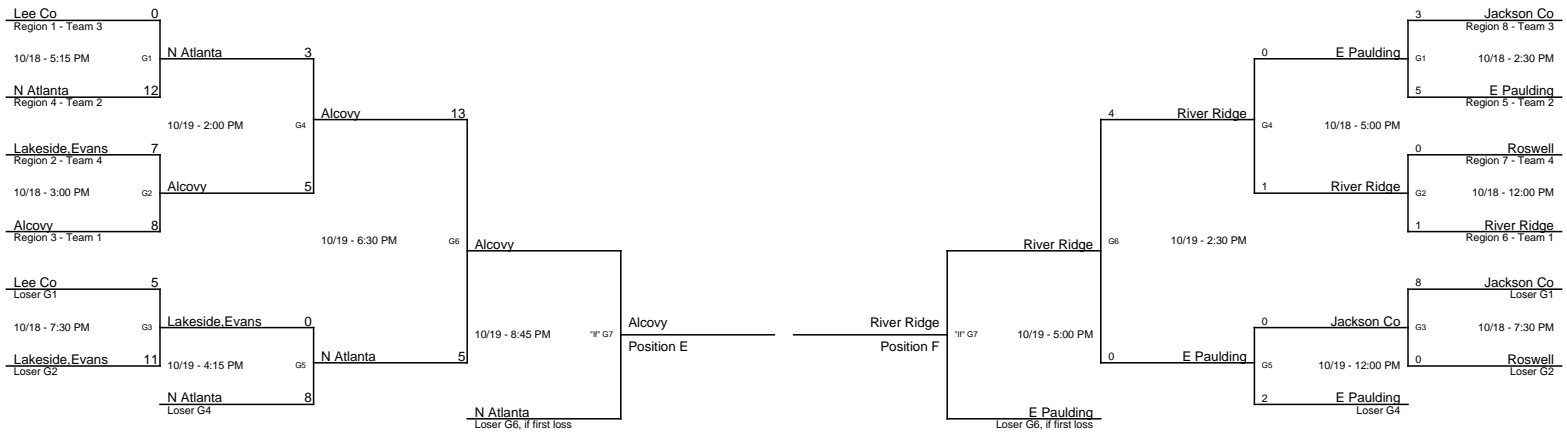 Lee Co 0
Region 1 - Team 3
10/18 - 5:15 PM G1
N Atlanta 3
N Atlanta 12
Region 4 - Team 2
10/19 - 2:00 PM G4
Alcovy 13
Lakeside,Evans 7
Region 2 - Team 4
10/18 - 3:00 PM G2
Alcovy 5
Alcovy 8
Region 3 - Team 1
10/19 - 6:30 PM G6
Alcovy
Lee Co 5
Loser G1
10/18 - 7:30 PM G3
Lakeside,Evans 0
Lakeside,Evans 11
Loser G2
10/19 - 4:15 PM G5
N Atlanta 5
N Atlanta 8
Loser G4
10/19 - 8:45 PM "If" G7
Alcovy
Position E
N Atlanta
Loser G6, if first loss
3 Jackson Co
Region 8 - Team 3
G1 10/18 - 2:30 PM
0 E Paulding
5 E Paulding
Region 5 - Team 2
G4 10/18 - 5:00 PM
4 River Ridge
0 Roswell
Region 7 - Team 4
G2 10/18 - 12:00 PM
1 River Ridge
1 River Ridge
Region 6 - Team 1
G6 10/19 - 2:30 PM
River Ridge
8 Jackson Co
Loser G1
G3 10/18 - 7:30 PM
0 Jackson Co
0 Roswell
Loser G2
G5 10/19 - 12:00 PM
0 E Paulding
2 E Paulding
Loser G4
"If" G7 10/19 - 5:00 PM
River Ridge
Position F
E Paulding
Loser G6, if first loss